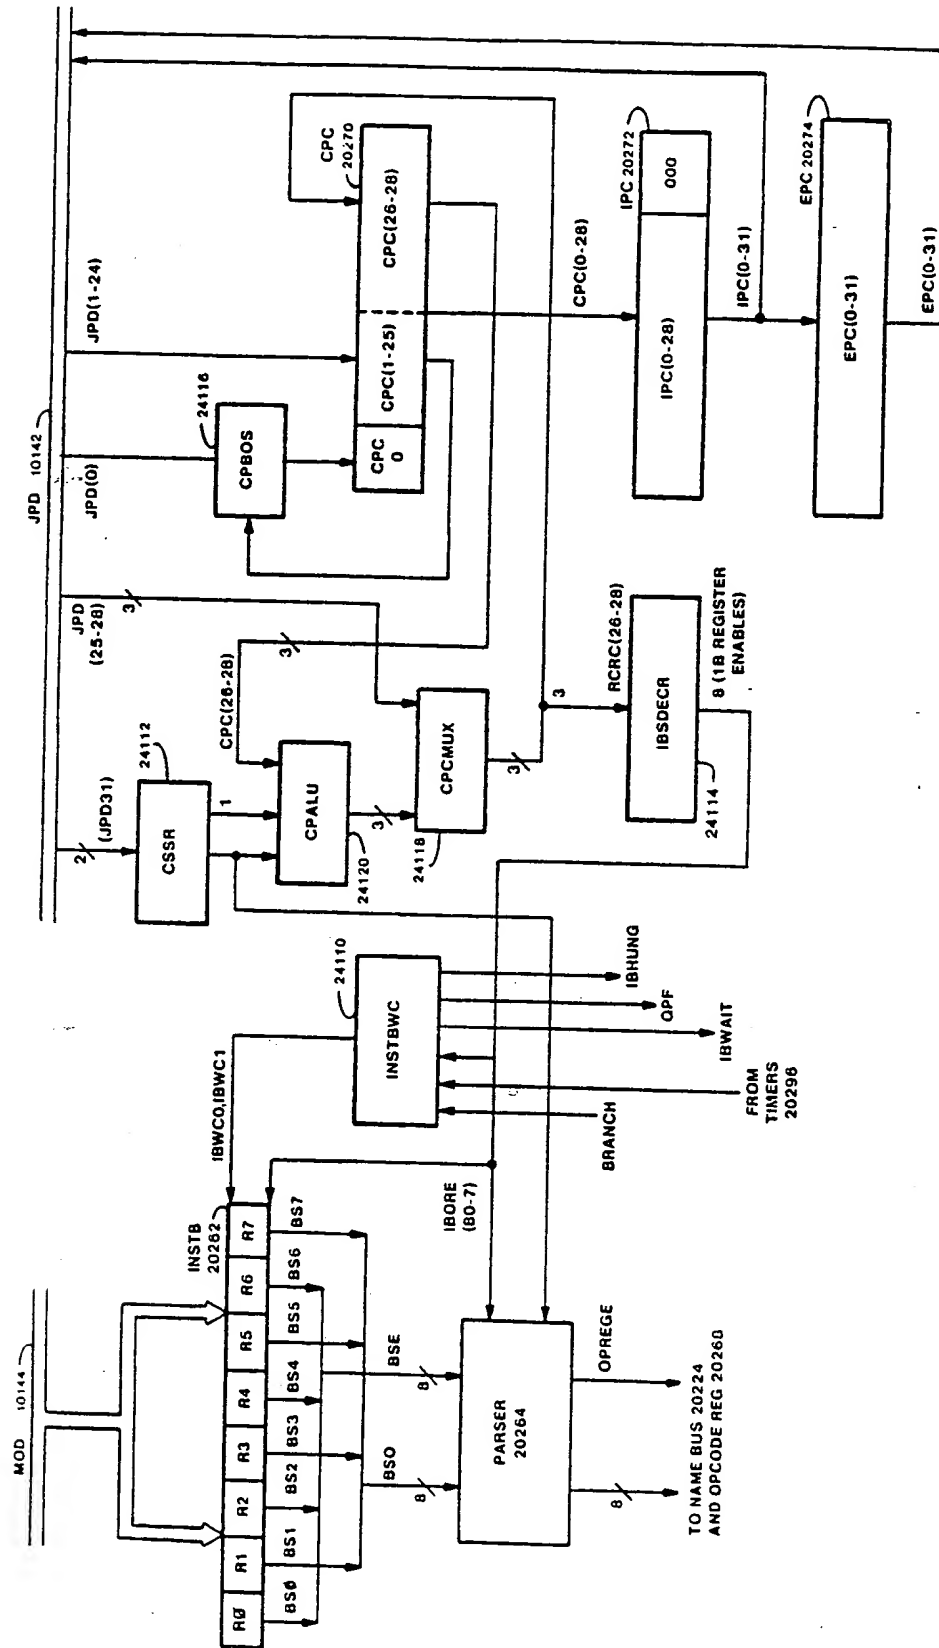 MOD 10144
INSTB
20262
RØ
R1
R2
R3
R4
R5
R6
R7
BSØ
BS1
BS2
BS3
BS4
BS5
BS6
BS7
BSO
BSE
8
8
PARSER
20264
8
OPREGE
TO NAME BUS 20224
AND OPCODE REG 20260
IBORE
(80-7)
IBWC0,IBWC1
INSTBWC
24110
BRANCH
FROM
TIMERS
20296
IBWAIT
QPF
IBHUNG
JPD 10142
2
(JPD31)
CSSR
24112
1
CPALU
24120
CPC(26-28)
3
3
JPD
(25-28)
3
CPCMUX
24118
3
3
RCRC(26-28)
IBSDECR
24114
8 (1B REGISTER
ENABLES)
JPD(0)
CPBOS
24116
JPD(1-24)
CPC
20270
CPC
0
CPC(1-25)
CPC(26-28)
CPC(0-28)
IPC 20272
IPC(0-28)
000
IPC(0-31)
EPC 20274
EPC(0-31)
EPC(0-31)